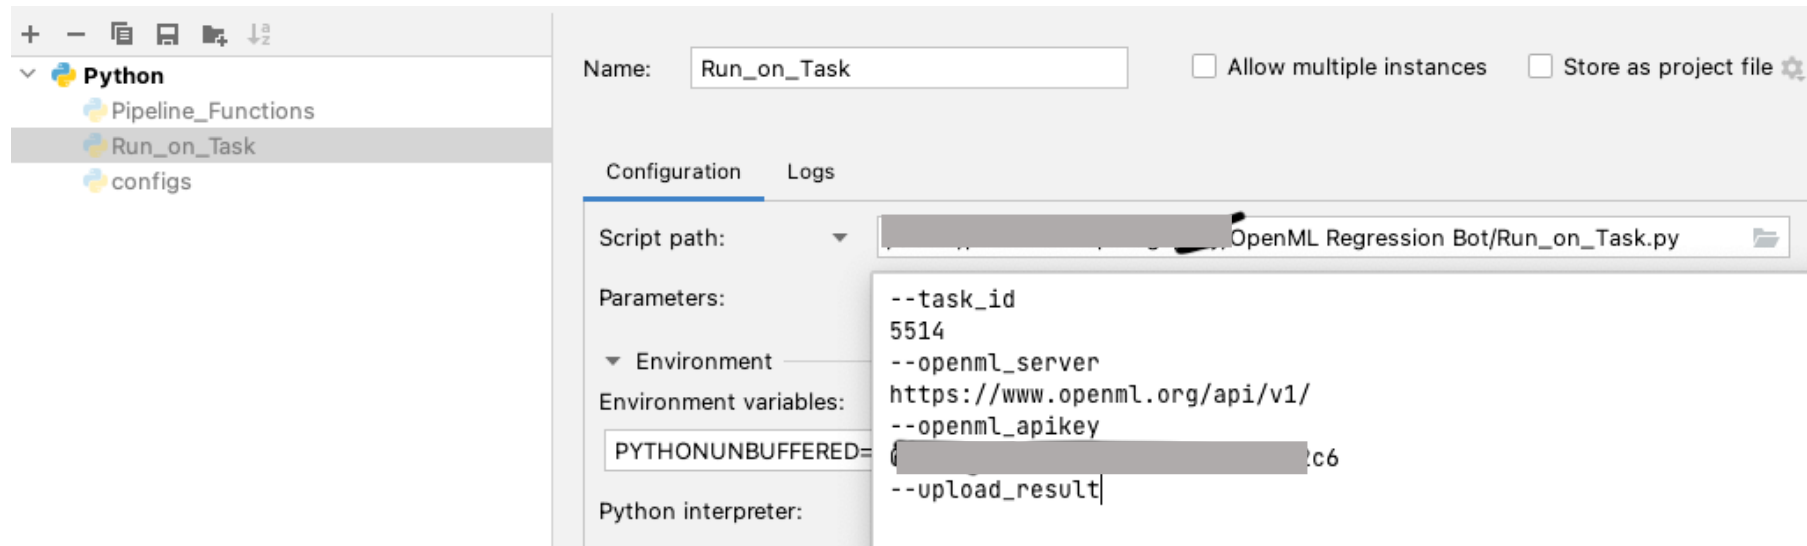 Python
Pipeline_Functions
Run_on_Task
configs
Name: Run_on_Task
Allow multiple instances
Store as project file
Configuration Logs
Script path: OpenML Regression Bot/Run_on_Task.py
Parameters:
--task_id
5514
--openml_server
https://www.openml.org/api/v1/
--openml_apikey
c6
--upload_result
Environment
Environment variables:
PYTHONUNBUFFERED=
Python interpreter: